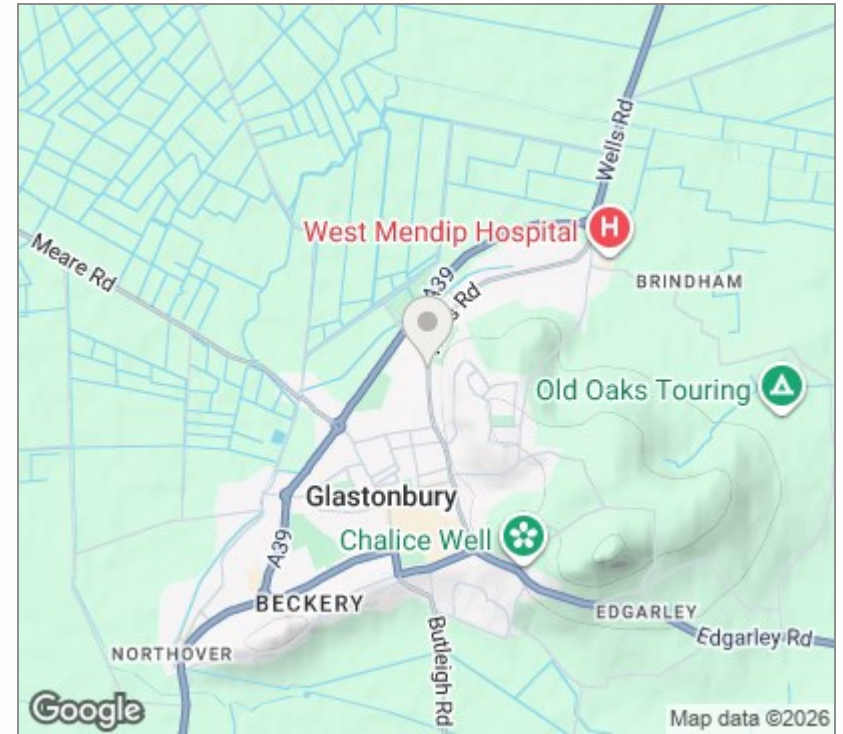 Wells Rd
West Mendip Hospital
H
Meare Rd
A39
BRINDHAM
Rd
Old Oaks Touring
Glastonbury
Chalice Well
A39
BECKERY
EDGARLEY
Edgarley Rd
NORTHOVER
Butleigh Rd
Google
Map data ©2026